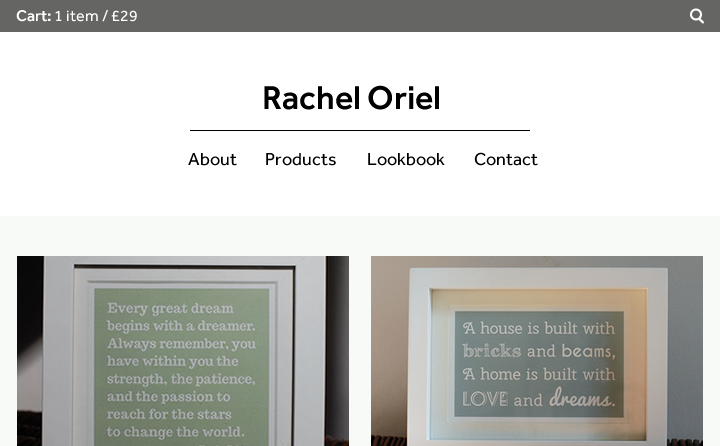 Cart: 1 item / £29
Rachel Oriel
About Products Lookbook Contact
Every great dream
begins with a dreamer.
Always remember, you
have within you the
strength, the patience,
and the passion to
reach for the stars
to change the world.
A house is built with
bricks and beams,
A home is built with
LOVE and dreams.